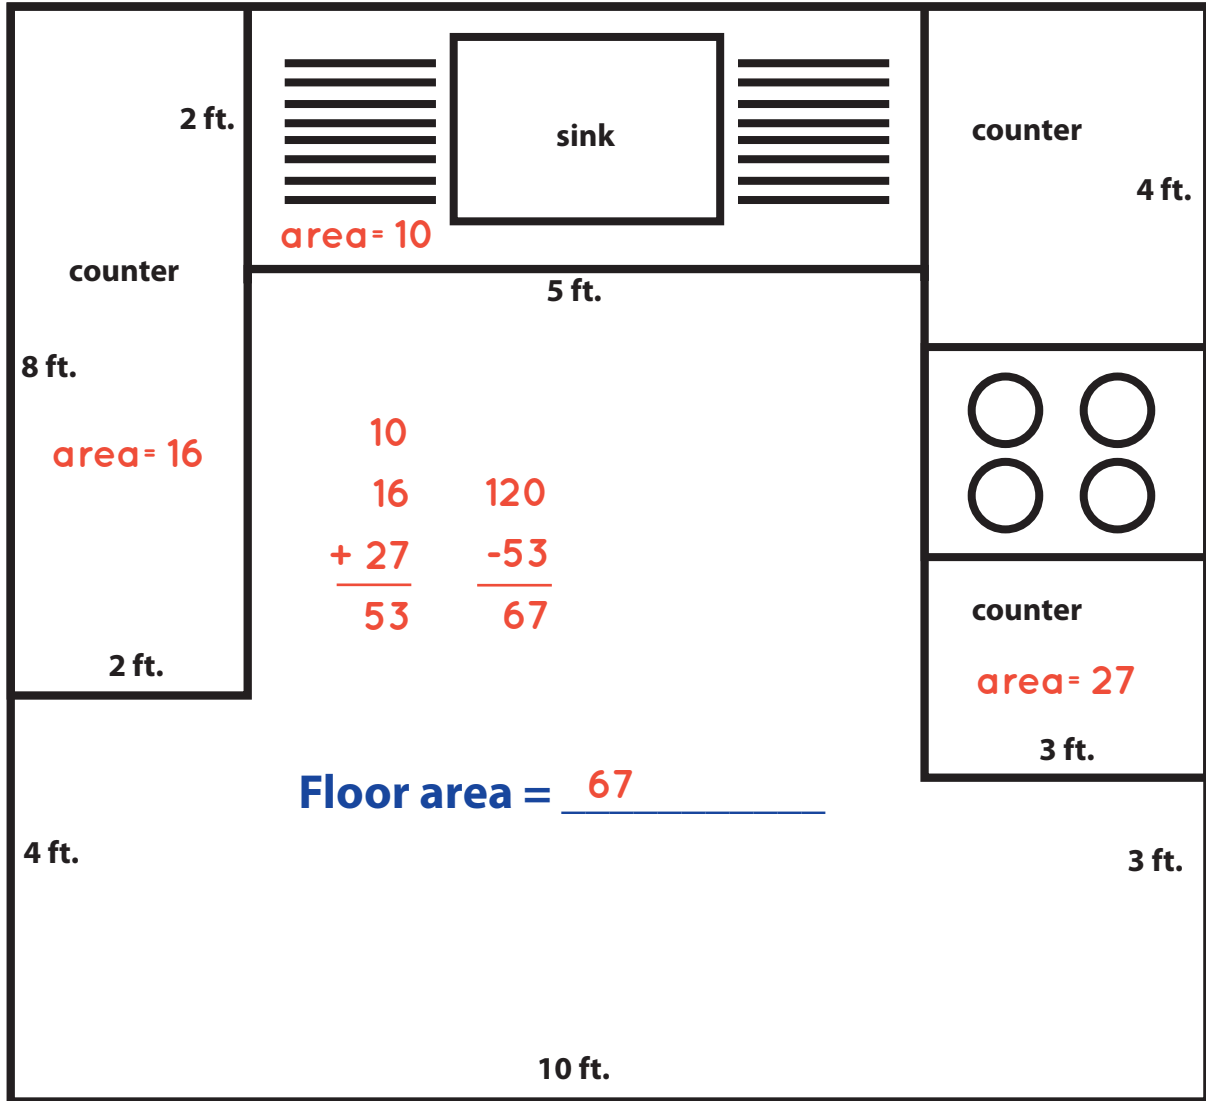 2 ft.
sink
counter
4 ft.
area= 10
counter
5 ft.
8 ft.
area= 16
10
16
+ 27
53
120
-53
67
2 ft.
counter
area= 27
3 ft.
Floor area = 67
4 ft.
3 ft.
10 ft.